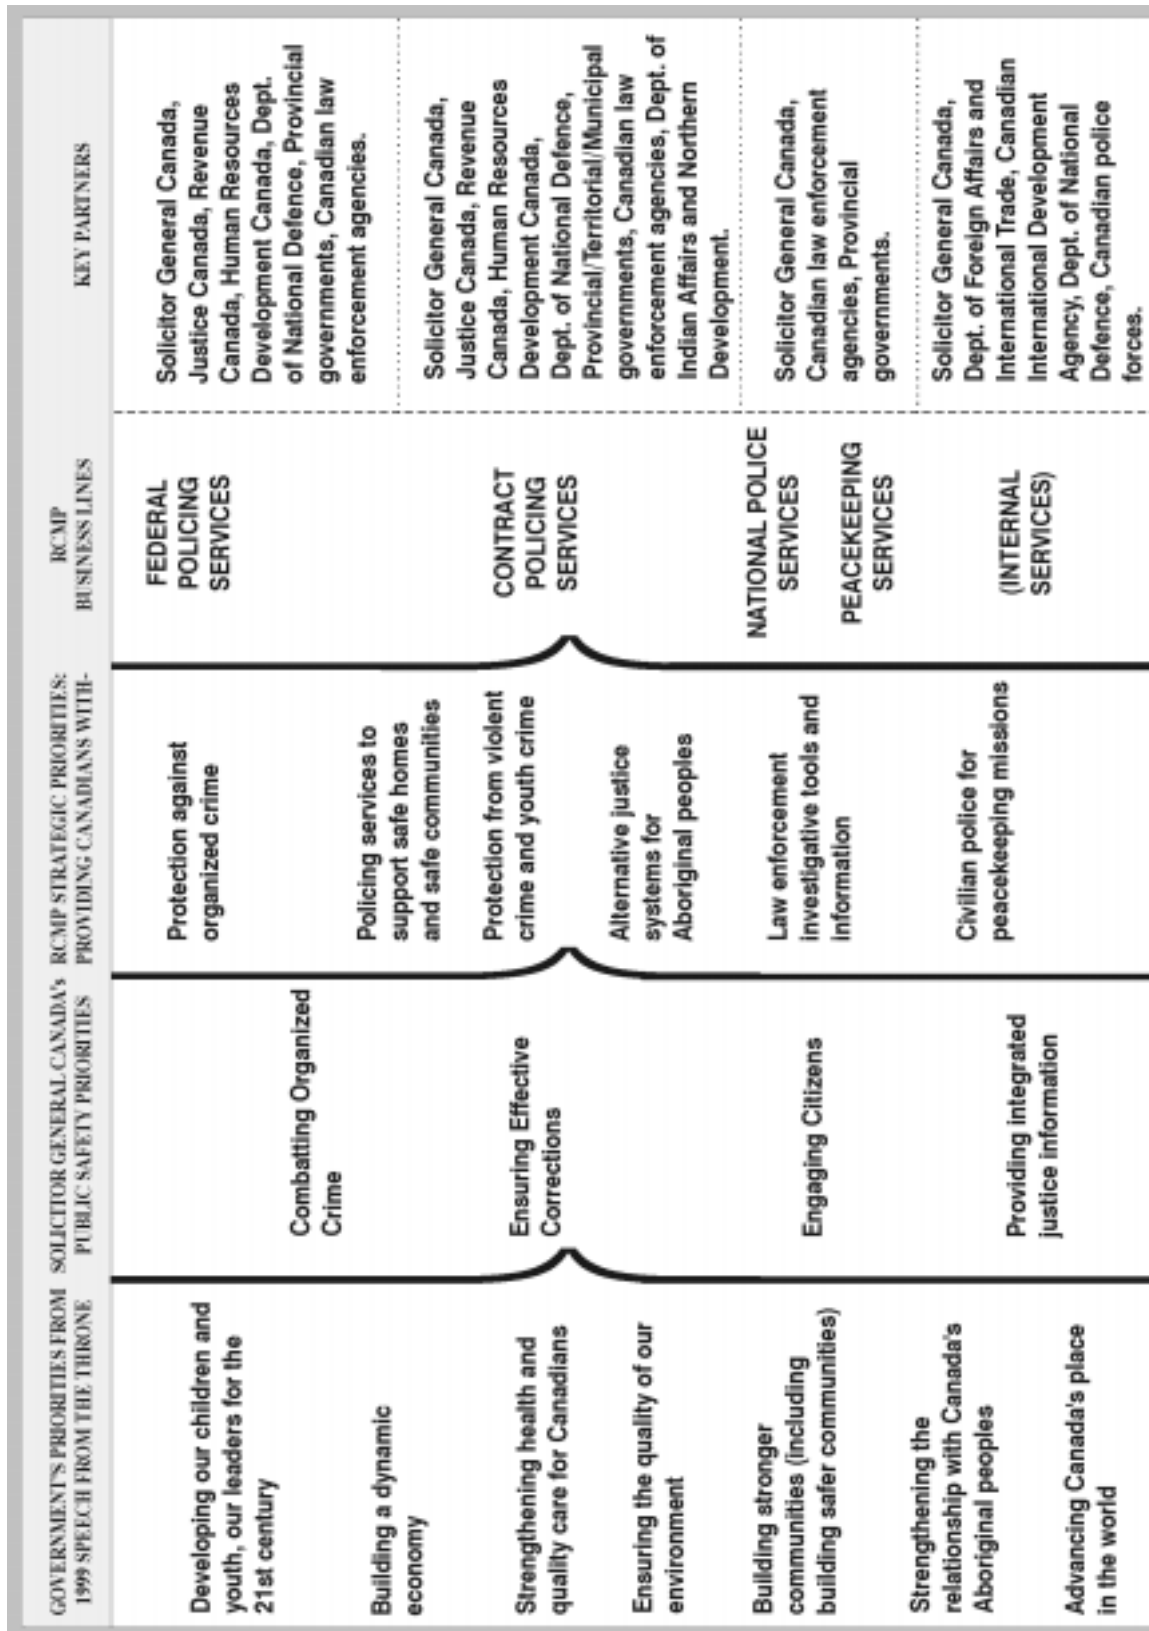 GOVERNMENT'S PRIORITIES FROM
1999 SPEECH FROM THE THRONE
SOLICITOR GENERAL CANADA's
PUBLIC SAFETY PRIORITIES
RCMP STRATEGIC PRIORITIES:
PROVIDING CANADIANS WITH-
RCMP
BUSINESS LINES
KEY PARTNERS
Developing our children and
youth, our leaders for the
21st century
Building a dynamic
economy
Strengthening health and
quality care for Canadians
Ensuring the quality of our
environment
Building stronger
communities (including
building safer communities)
Strengthening the
relationship with Canada's
Aboriginal peoples
Advancing Canada's place
in the world
Combatting Organized
Crime
Ensuring Effective
Corrections
Engaging Citizens
Providing integrated
justice information
Protection against
organized crime
Policing services to
support safe homes
and safe communities
Protection from violent
crime and youth crime
Alternative justice
systems for
Aboriginal peoples
Law enforcement
investigative tools and
information
Civilian police for
peacekeeping missions
FEDERAL
POLICING
SERVICES
CONTRACT
POLICING
SERVICES
NATIONAL POLICE
SERVICES
PEACEKEEPING
SERVICES
(INTERNAL
SERVICES)
Solicitor General Canada,
Justice Canada, Revenue
Canada, Human Resources
Development Canada, Dept.
of National Defence, Provincial
governments, Canadian law
enforcement agencies.
Solicitor General Canada,
Justice Canada, Revenue
Canada, Human Resources
Development Canada,
Dept. of National Defence,
Provincial/Territorial/Municipal
governments, Canadian law
enforcement agencies, Dept. of
Indian Affairs and Northern
Development.
Solicitor General Canada,
Canadian law enforcement
agencies, Provincial
governments.
Solicitor General Canada,
Dept. of Foreign Affairs and
International Trade, Canadian
International Development
Agency, Dept. of National
Defence, Canadian police
forces.